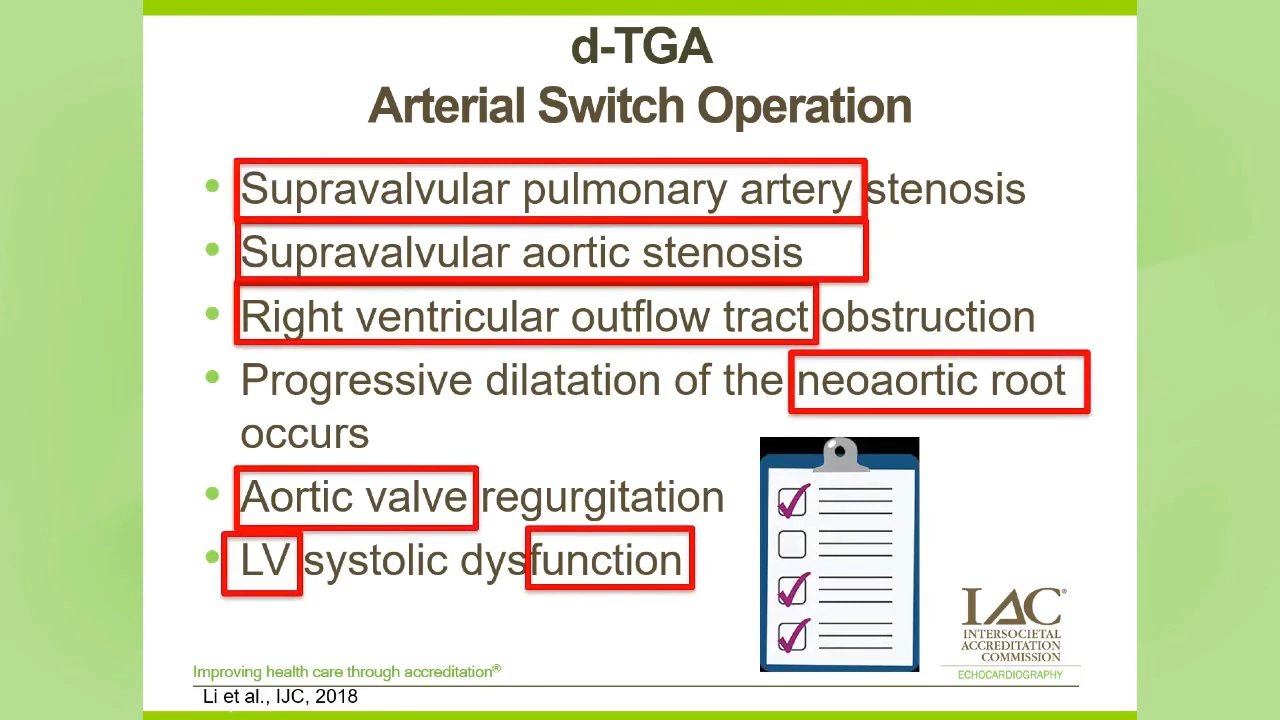 d-TGA
Arterial Switch Operation
• Supravalvular pulmonary artery stenosis
• Supravalvular aortic stenosis
• Right ventricular outflow tract obstruction
• Progressive dilatation of the neoaortic root
occurs
• Aortic valve regurgitation
• LV systolic dysfunction
IAC®
INTERSOCIETAL
ACCREDITATION
COMMISSION
ECHOCARDIOGRAPHY
Improving health care through accreditation®
Li et al., IJC, 2018